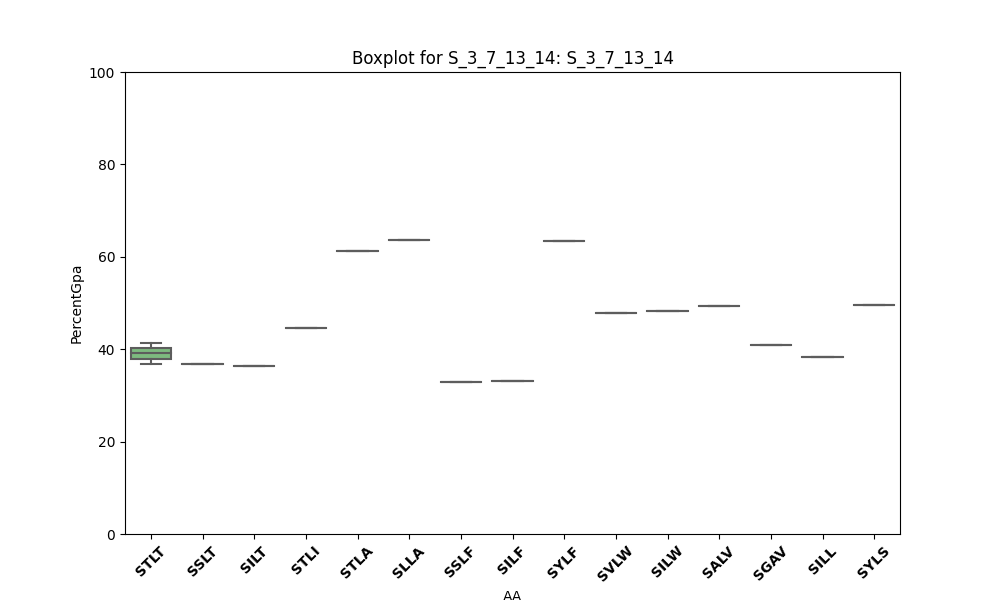 Boxplot for S_3_7_13_14: S_3_7_13_14
100
80
60
40
20
0
PercentGpa
STLT
SSLT
SILT
STLI
STLA
SLLA
SSLF
SILF
SYLF
SVLW
SILW
SALV
SGAV
SILL
SYLS
AA